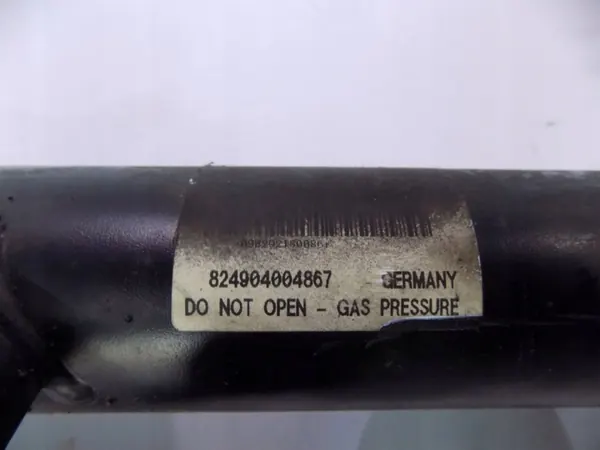 824904004867 GERMANY
DO NOT OPEN - GAS PRESSURE